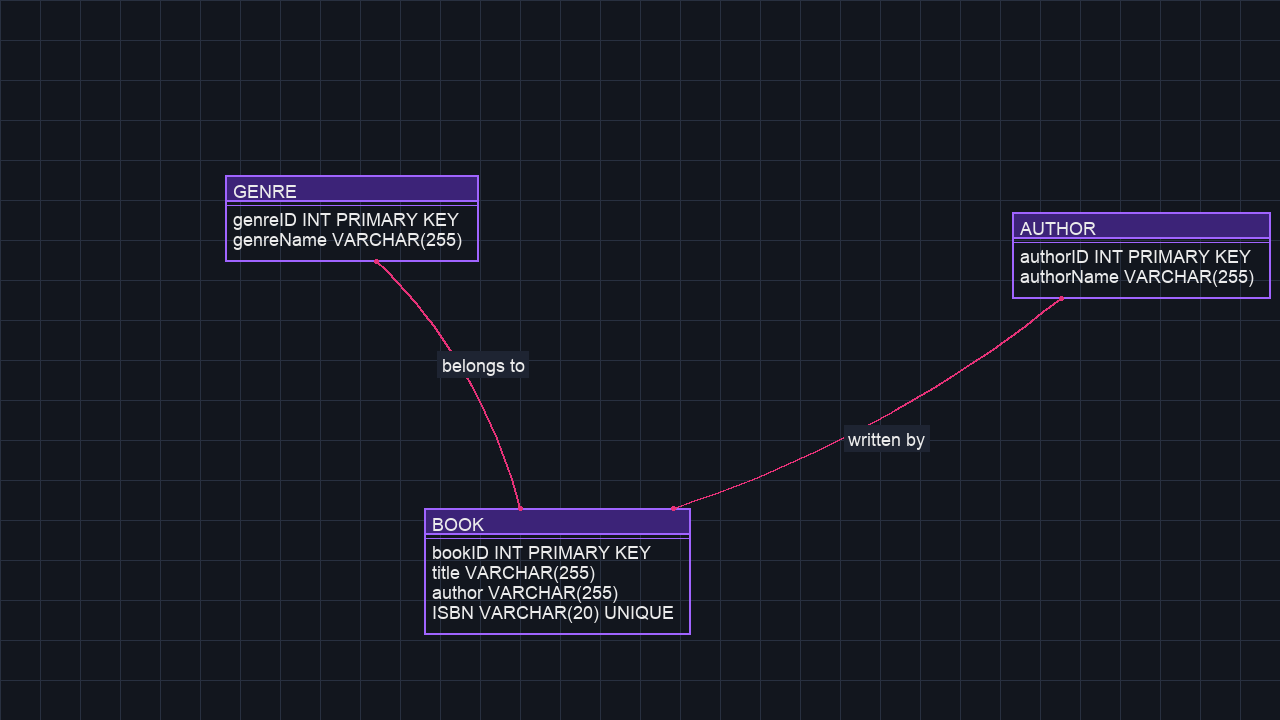 GENRE
genreID INT PRIMARY KEY
genreName VARCHAR(255)
AUTHOR
authorID INT PRIMARY KEY
authorName VARCHAR(255)
belongs to
written by
BOOK
bookID INT PRIMARY KEY
title VARCHAR(255)
author VARCHAR(255)
ISBN VARCHAR(20) UNIQUE